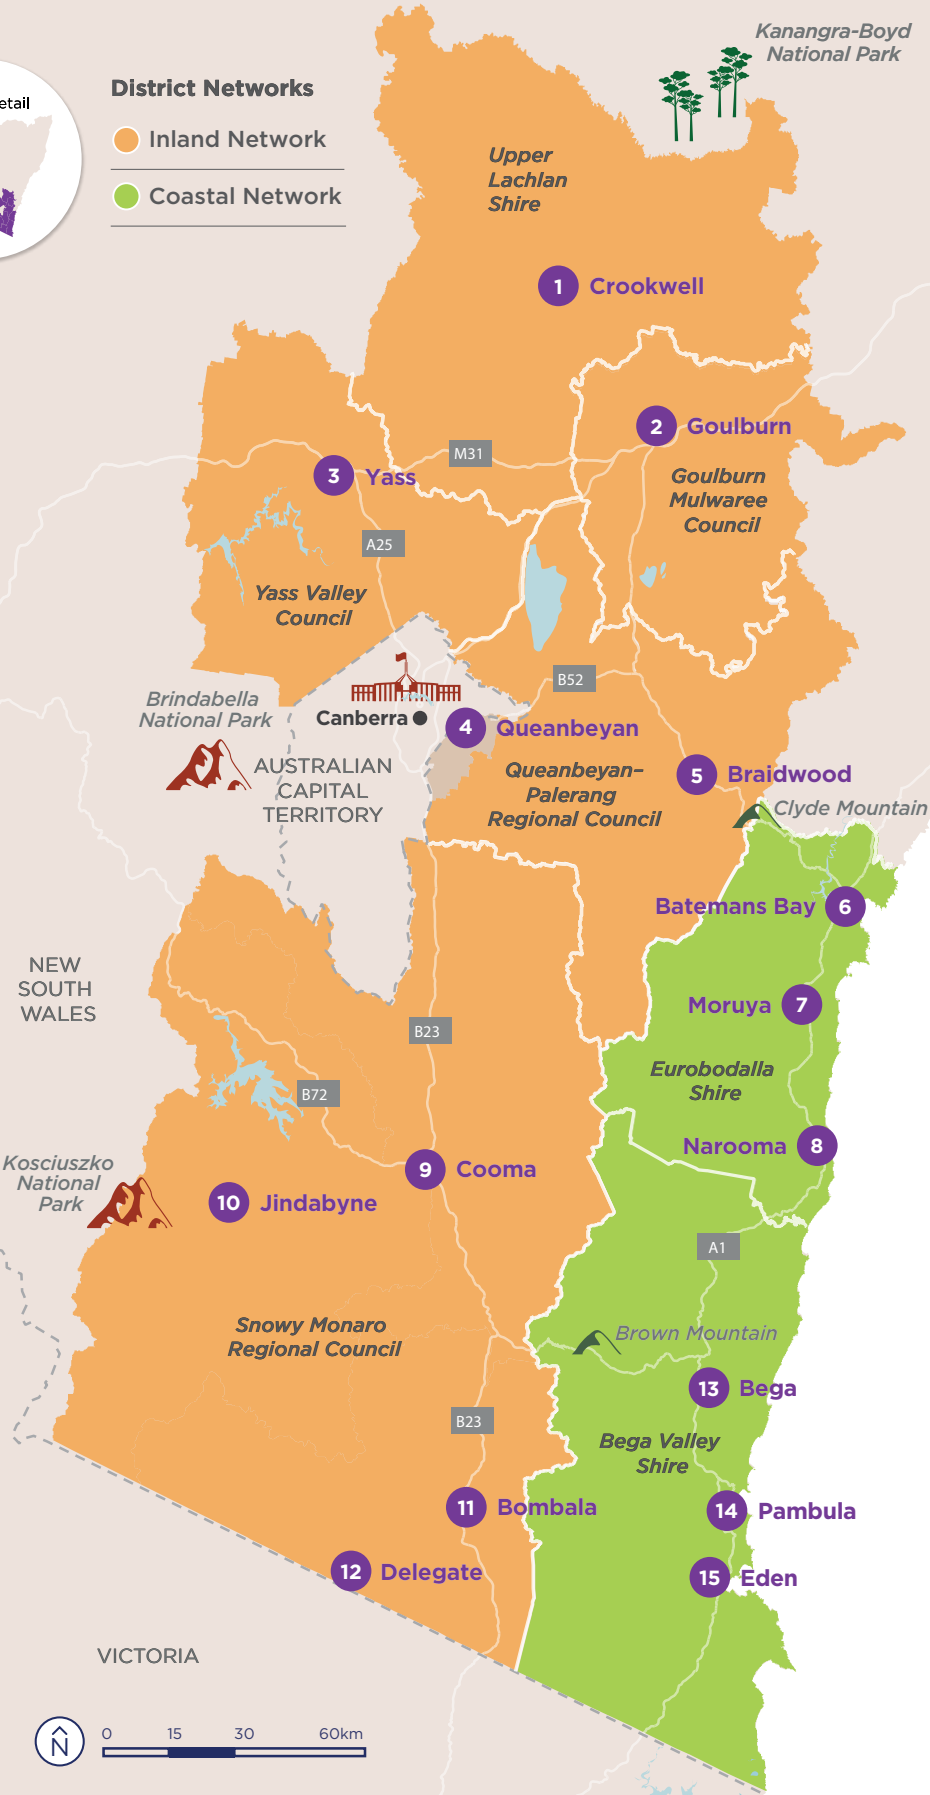 Kanangra-Boyd
National Park
etail
District Networks
Inland Network
Coastal Network
Upper
Lachlan
Shire
1 Crookwell
2 Goulburn
M31
3 Yass
Goulburn
Mulwaree
Council
A25
Yass Valley
Council
B52
Brindabella
National Park
Canberra
4 Queanbeyan
AUSTRALIAN
CAPITAL
TERRITORY
Queanbeyan–
Palerang
Regional Council
5 Braidwood
Clyde Mountain
Batemans Bay 6
NEW
SOUTH
WALES
Moruya 7
B23
Eurobodalla
Shire
B72
Narooma 8
Kosciuszko
National
Park
9 Cooma
10 Jindabyne
A1
Snowy Monaro
Regional Council
Brown Mountain
13 Bega
B23
Bega Valley
Shire
11 Bombala
14 Pambula
12 Delegate
15 Eden
VICTORIA
N
0 15 30 60km